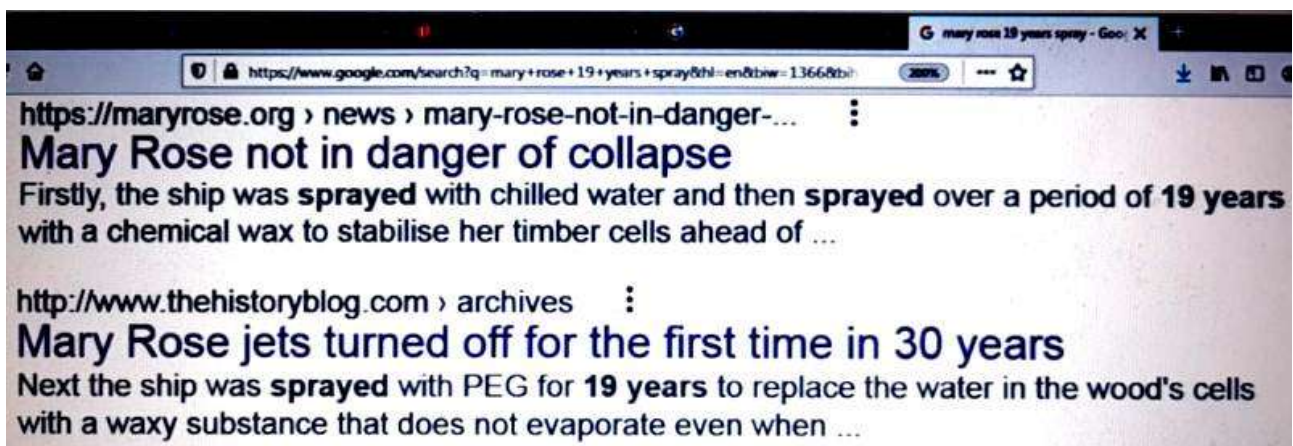 G mary rose 19 years spray - Goo
https://www.google.com/search?q=mary+rose+19+years+spray&hl=en&biw=1366&bih
200%
https://maryrose.org › news › mary-rose-not-in-danger-...
Mary Rose not in danger of collapse
Firstly, the ship was sprayed with chilled water and then sprayed over a period of 19 years
with a chemical wax to stabilise her timber cells ahead of ...
http://www.thehistoryblog.com › archives
Mary Rose jets turned off for the first time in 30 years
Next the ship was sprayed with PEG for 19 years to replace the water in the wood's cells
with a waxy substance that does not evaporate even when ...